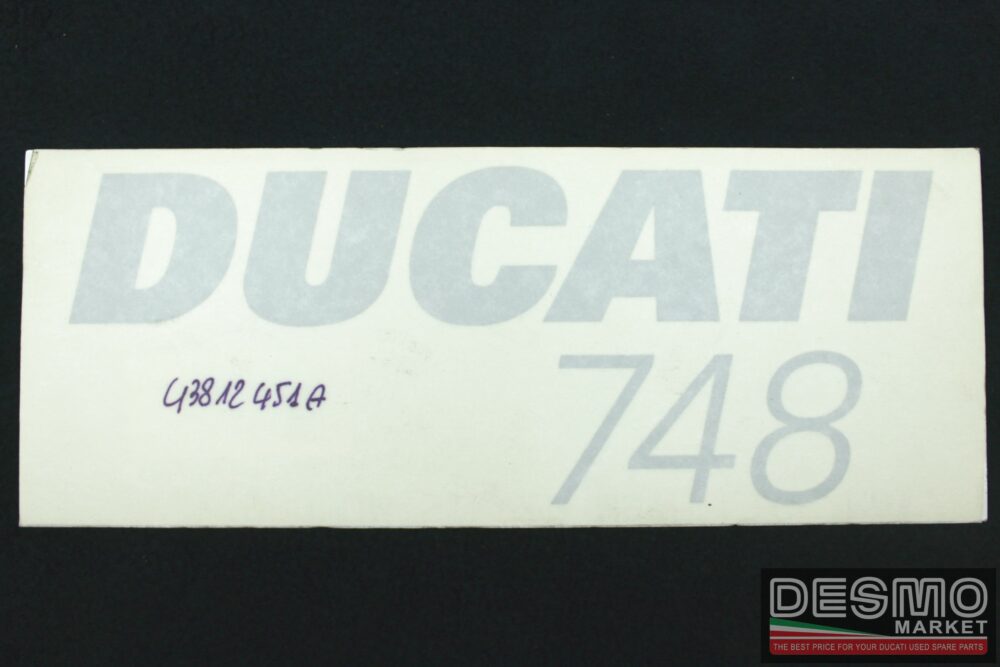 DUCATI
748
43812451A
DESMO
MARKET
THE BEST PRICE FOR YOUR DUCATI USED SPARE PARTS